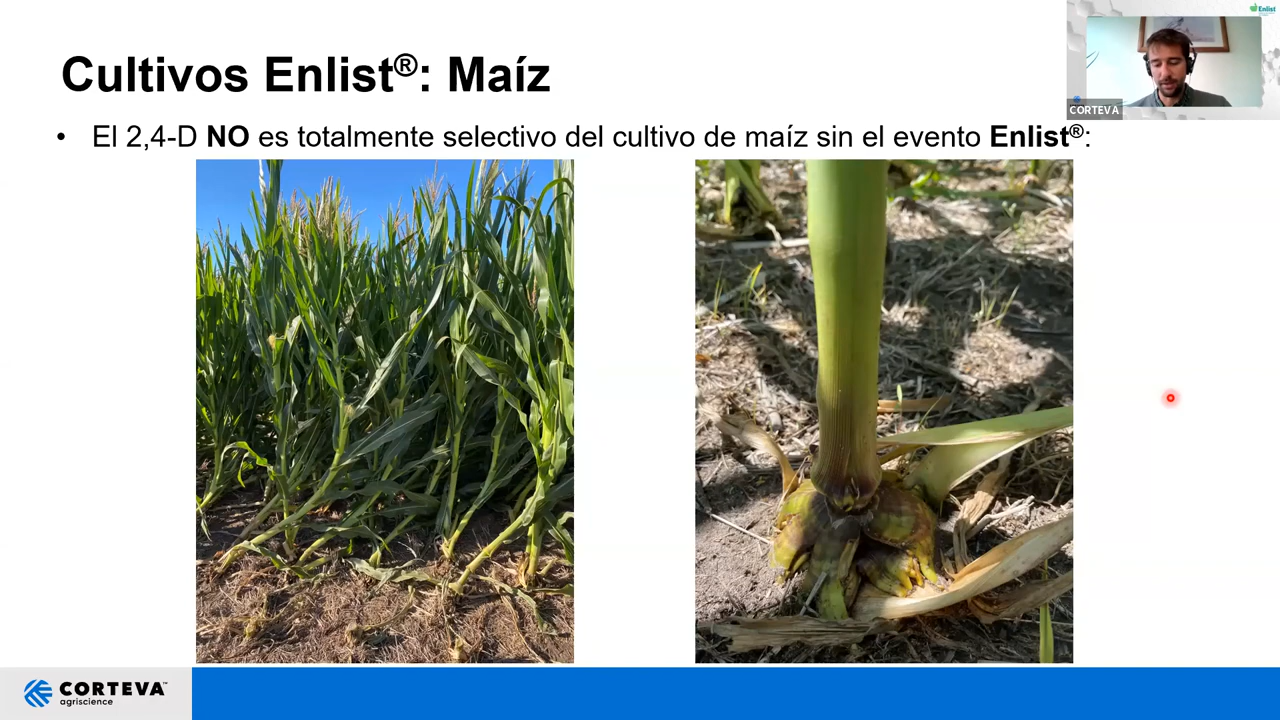 Enlist
CORTEVA
Cultivos Enlist®: Maíz
• El 2,4-D NO es totalmente selectivo del cultivo de maíz sin el evento Enlist®:
CORTEVA™
agriscience